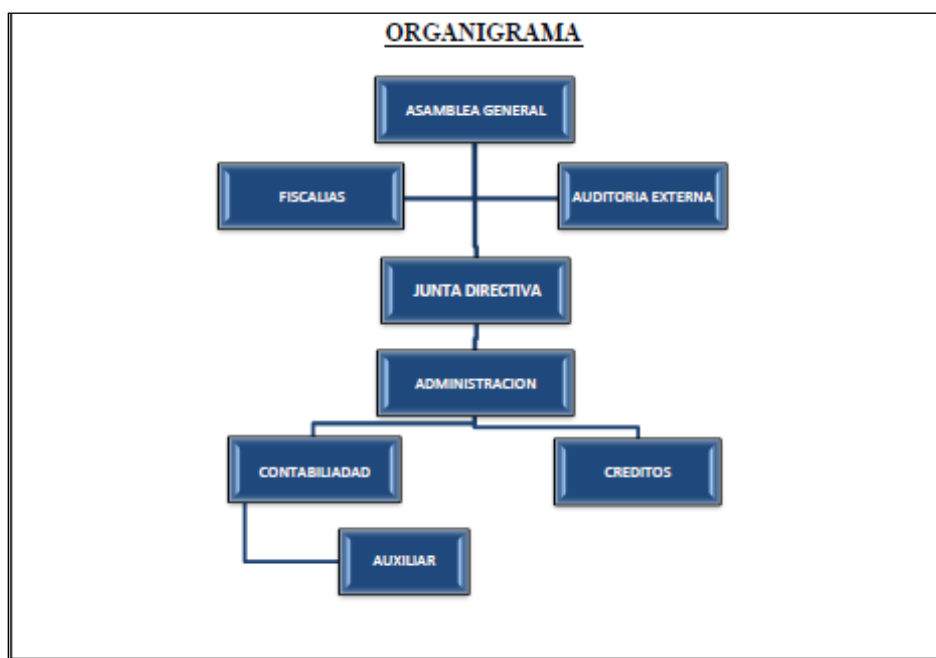 ORGANIGRAMA
ASAMBLEA GENERAL
FISCALIAS
AUDITORIA EXTERNA
JUNTA DIRECTIVA
ADMINISTRACION
CONTABILIADAD
CREDITOS
AUXILIAR